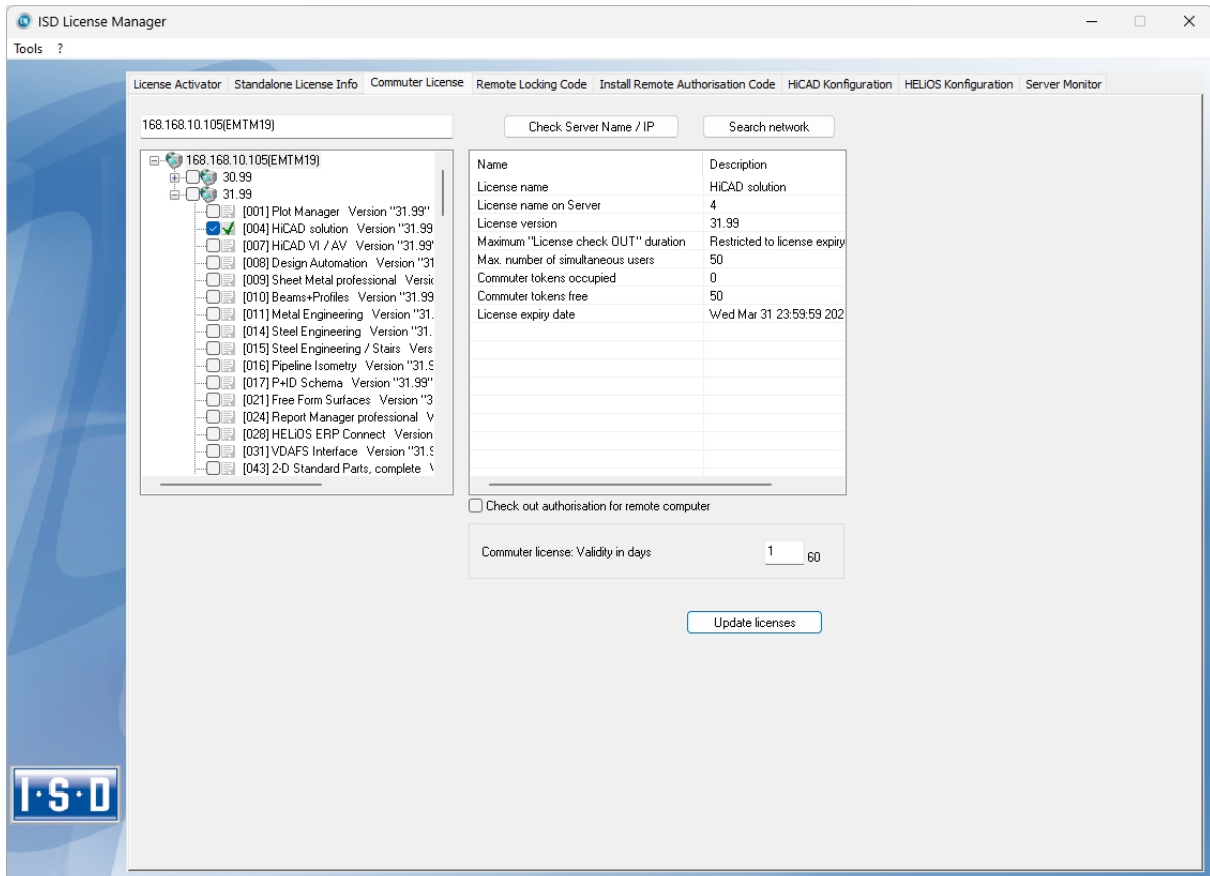 ISD License Manager
Tools ?
License Activator Standalone License Info Commuter License Remote Locking Code Install Remote Authorisation Code HiCAD Konfiguration HELiOS Konfiguration Server Monitor
168.168.10.105(EMTM19) Check Server Name / IP Search network
168.168.10.105(EMTM19)
30.99
31.99
[001] Plot Manager Version "31.99"
[004] HiCAD solution Version "31.99
[007] HiCAD VI / AV Version "31.99"
[008] Design Automation Version "31
[009] Sheet Metal professional Versio
[010] Beams+Profiles Version "31.99
[011] Metal Engineering Version "31.
[014] Steel Engineering Version "31.
[015] Steel Engineering / Stairs Vers
[016] Pipeline Isometry Version "31.9
[017] P+ID Schema Version "31.99"
[021] Free Form Surfaces Version "3
[024] Report Manager professional V
[028] HELiOS ERP Connect Version
[031] VDAFS Interface Version "31.9
[043] 2-D Standard Parts, complete
Name Description
License name HiCAD solution
License name on Server 4
License version 31.99
Maximum "License check OUT" duration Restricted to license expiry
Max. number of simultaneous users 50
Commuter tokens occupied 0
Commuter tokens free 50
License expiry date Wed Mar 31 23:59:59 202
Check out authorisation for remote computer
Commuter license: Validity in days 1 60
Update licenses
I·S·D